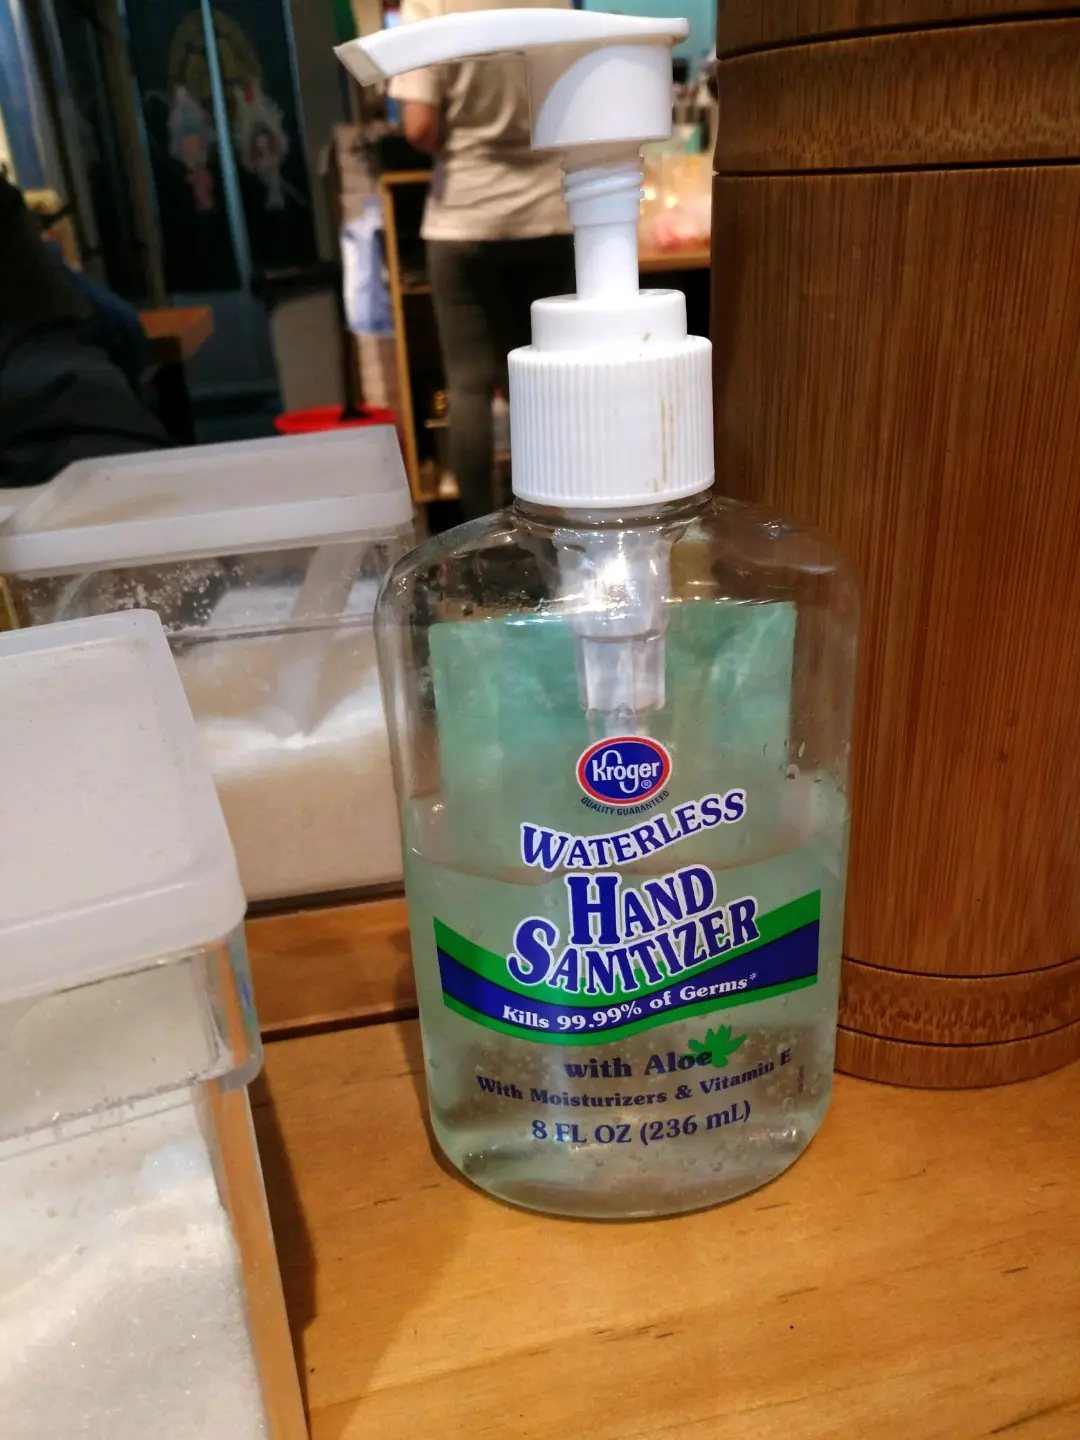 Kroger®
QUALITY GUARANTEED
WATERLESS
HAND
SANITIZER
Kills 99.99% of Germs*
with Aloe
With Moisturizers & Vitamin E
8 FL OZ (236 mL)